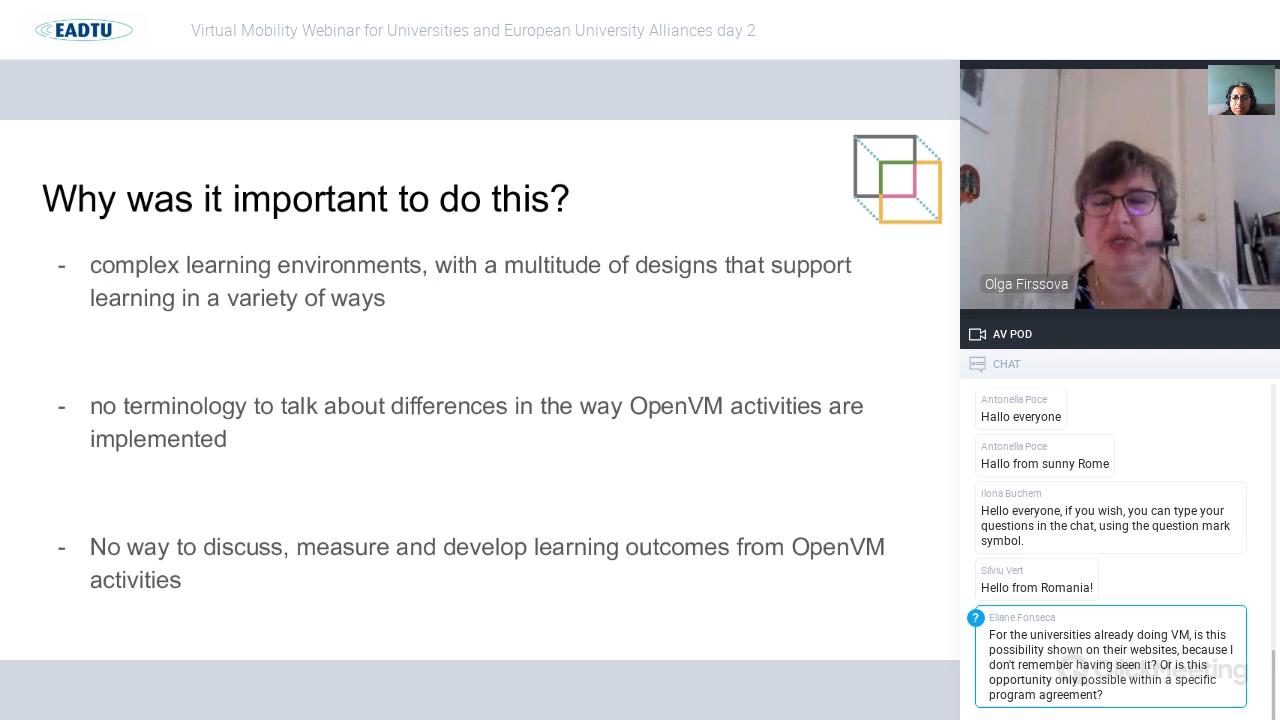 EADTU
Virtual Mobility Webinar for Universities and European University Alliances day 2
Why was it important to do this?
- complex learning environments, with a multitude of designs that support
learning in a variety of ways
- no terminology to talk about differences in the way OpenVM activities are
implemented
- No way to discuss, measure and develop learning outcomes from OpenVM
activities
Olga Firssova
AV POD
CHAT
Antonella Poce
Hallo everyone
Antonella Poce
Hallo from sunny Rome
Ilona Buchem
Hello everyone, if you wish, you can type your
questions in the chat, using the question mark
symbol.
Silviu Vert
Hello from Romania!
?
Eliane Fonseca
For the universities already doing VM, is this
possibility shown on their websites, because I
don't remember having seen it? Or is this
opportunity only possible within a specific
program agreement?
ClickMeeting